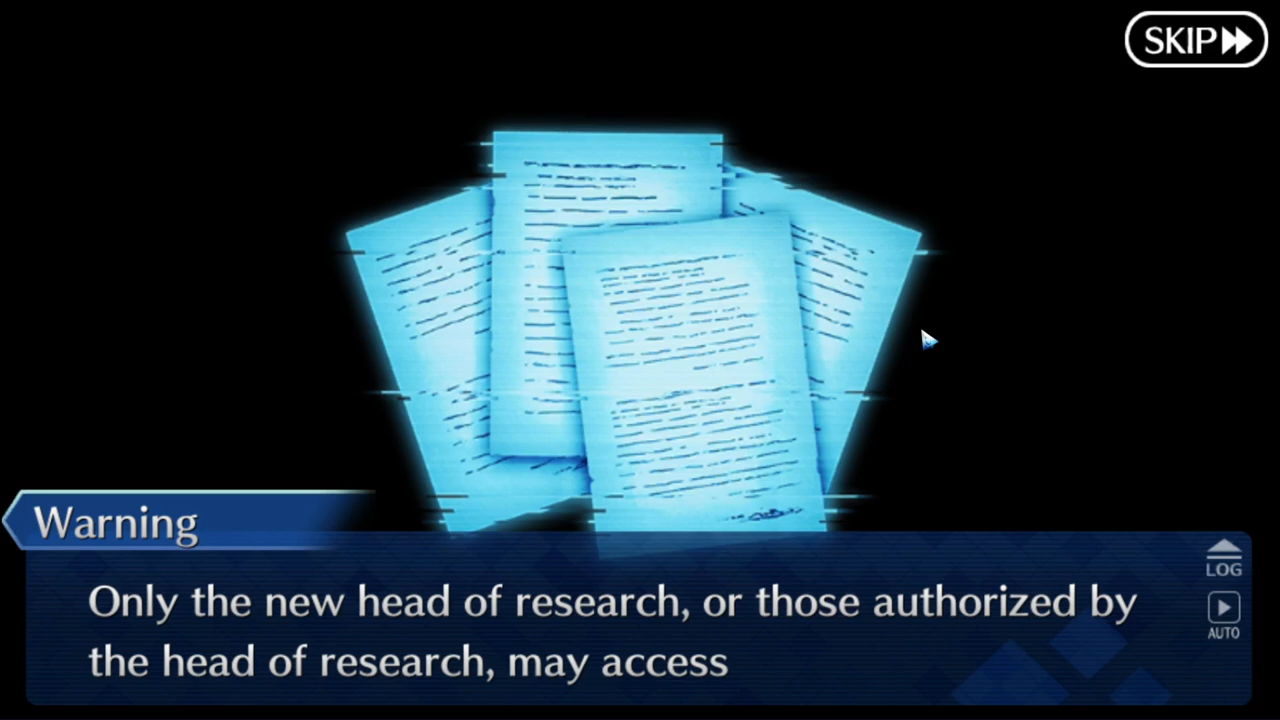 SKIP
Warning
Only the new head of research, or those authorized by
the head of research, may access
LOG
AUTO